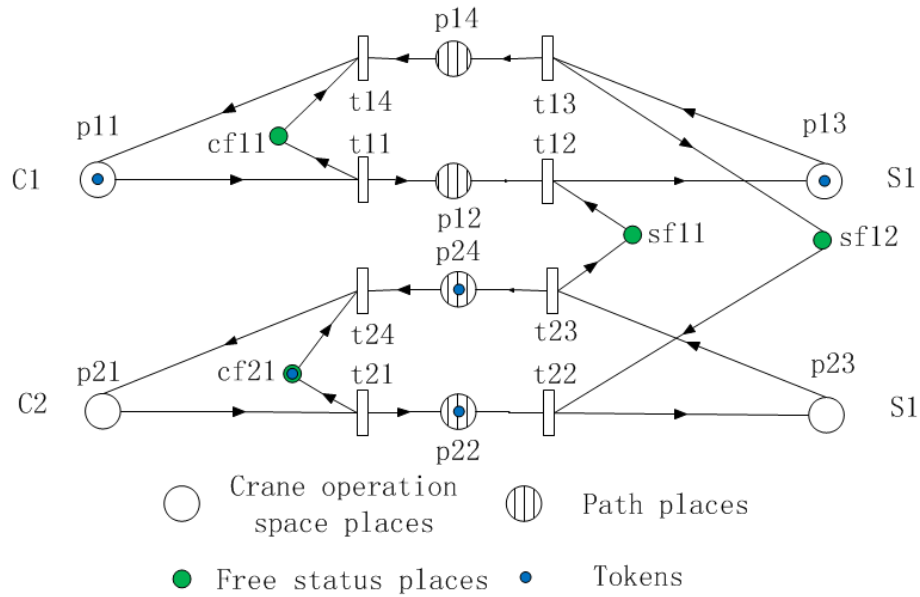 p14
t14
t13
p11
cf11
t11
t12
p13
C1
S1
p12
sf11
sf12
p24
t24
t23
p21
cf21
t21
t22
p23
C2
S1
p22
Crane operation
space places
Path places
Free status places
Tokens